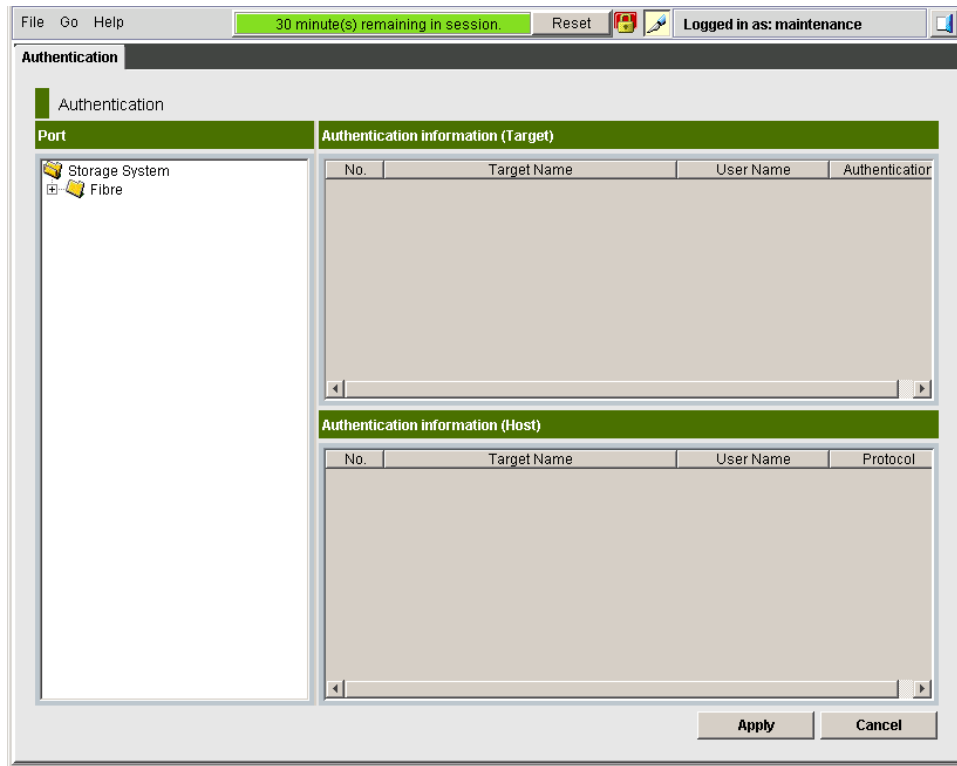 File Go Help 30 minute(s) remaining in session. Reset Logged in as: maintenance
Authentication
Authentication
Port Authentication information (Target)
Storage System No. Target Name User Name Authentication
Fibre
Authentication information (Host)
No. Target Name User Name Protocol
Apply Cancel